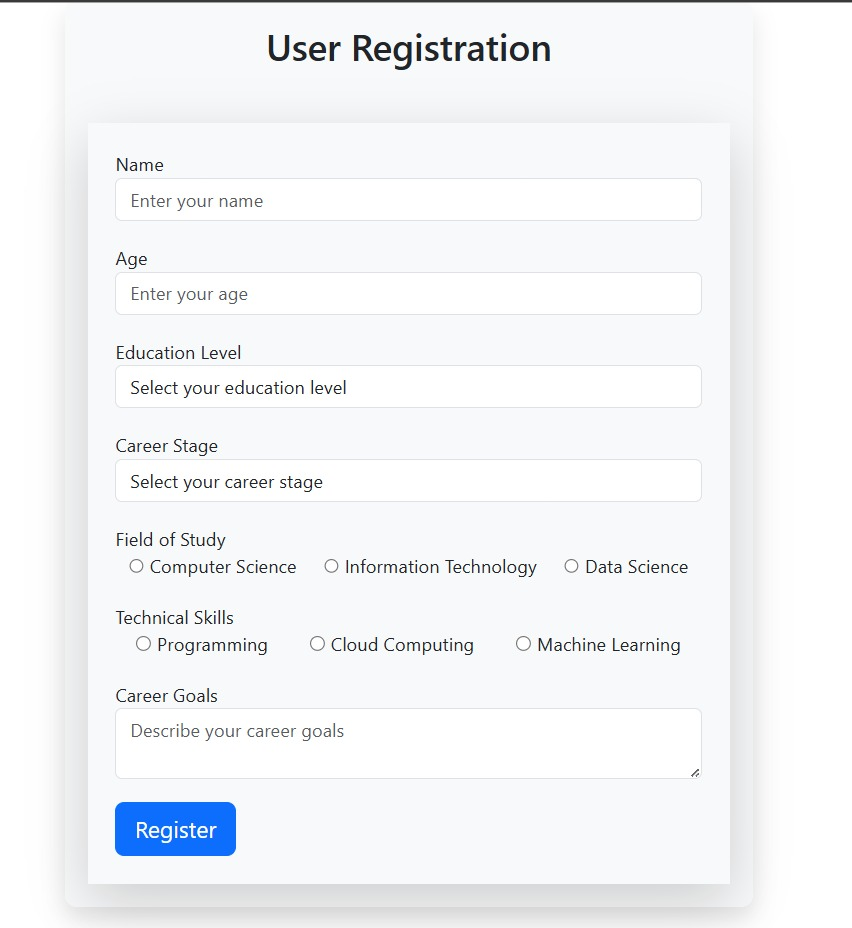 User Registration
Name
Enter your name
Age
Enter your age
Education Level
Select your education level
Career Stage
Select your career stage
Field of Study
Computer Science Information Technology Data Science
Technical Skills
Programming Cloud Computing Machine Learning
Career Goals
Describe your career goals
Register